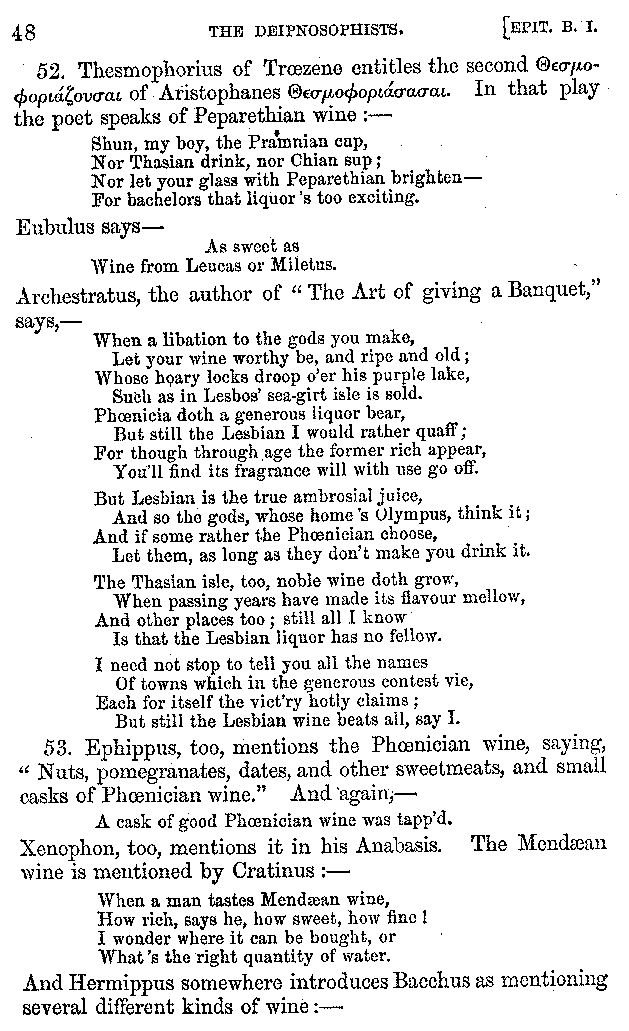 48 THE DEIPNOSOPHISTS. [EPIT. B. I.
52. Thesmophorius of Trœzene entitles the second Θεσμο-
φοριάζουσαι of Aristophanes Θεσμοφοριάσασαι. In that play
the poet speaks of Peparethian wine :—
Shun, my boy, the Pramnian cup,
Nor Thasian drink, nor Chian sup ;
Nor let your glass with Peparethian brighten—
For bachelors that liquor 's too exciting.
Eubulus says—
As sweet as
Wine from Leucas or Miletus.
Archestratus, the author of “ The Art of giving a Banquet,”
says,—
When a libation to the gods you make,
Let your wine worthy be, and ripe and old ;
Whose hoary locks droop o'er his purple lake,
Such as in Lesbos' sea-girt isle is sold.
Phœnicia doth a generous liquor bear,
But still the Lesbian I would rather quaff ;
For though through age the former rich appear,
You'll find its fragrance will with use go off.
But Lesbian is the true ambrosial juice,
And so the gods, whose home 's Olympus, think it ;
And if some rather the Phœnician choose,
Let them, as long as they don't make you drink it.
The Thasian isle, too, noble wine doth grow,
When passing years have made its flavour mellow,
And other places too ; still all I know
Is that the Lesbian liquor has no fellow.
I need not stop to tell you all the names
Of towns which in the generous contest vie,
Each for itself the vict'ry hotly claims ;
But still the Lesbian wine beats all, say I.
53. Ephippus, too, mentions the Phœnician wine, saying,
“ Nuts, pomegranates, dates, and other sweetmeats, and small
casks of Phœnician wine.” And again,—
A cask of good Phœnician wine was tapp'd.
Xenophon, too, mentions it in his Anabasis. The Mendæan
wine is mentioned by Cratinus :—
When a man tastes Mendæan wine,
How rich, says he, how sweet, how fine !
I wonder where it can be bought, or
What 's the right quantity of water.
And Hermippus somewhere introduces Bacchus as mentioning
several different kinds of wine :—